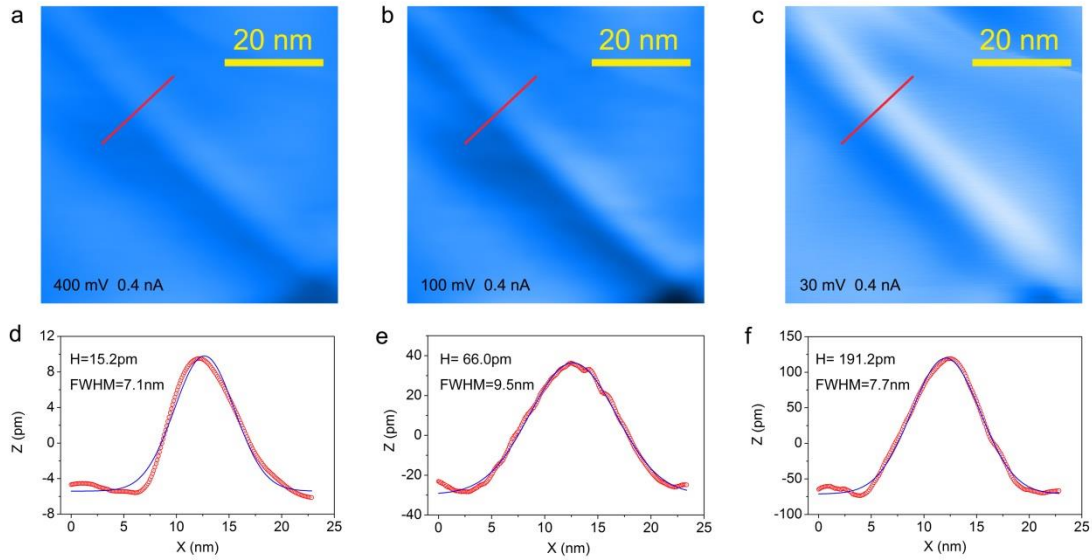 a
20 nm
400 mV 0.4 nA
b
20 nm
100 mV 0.4 nA
c
20 nm
30 mV 0.4 nA
d
H=15.2pm
FWHM=7.1nm
Z (pm)
12
8
4
0
-4
-8
0 5 10 15 20 25
X (nm)
e
H= 66.0pm
FWHM=9.5nm
Z (pm)
40
20
0
-20
-40
0 5 10 15 20 25
X (nm)
f
H= 191.2pm
FWHM=7.7nm
Z (pm)
150
100
50
0
-50
-100
0 5 10 15 20 25
X (nm)